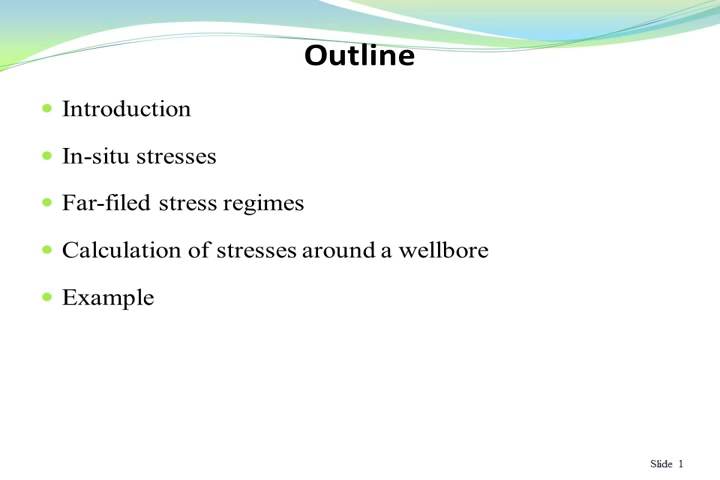 Outline
Introduction
In-situ stresses
Far-filed stress regimes
Calculation of stresses around a wellbore
Example
Slide 1